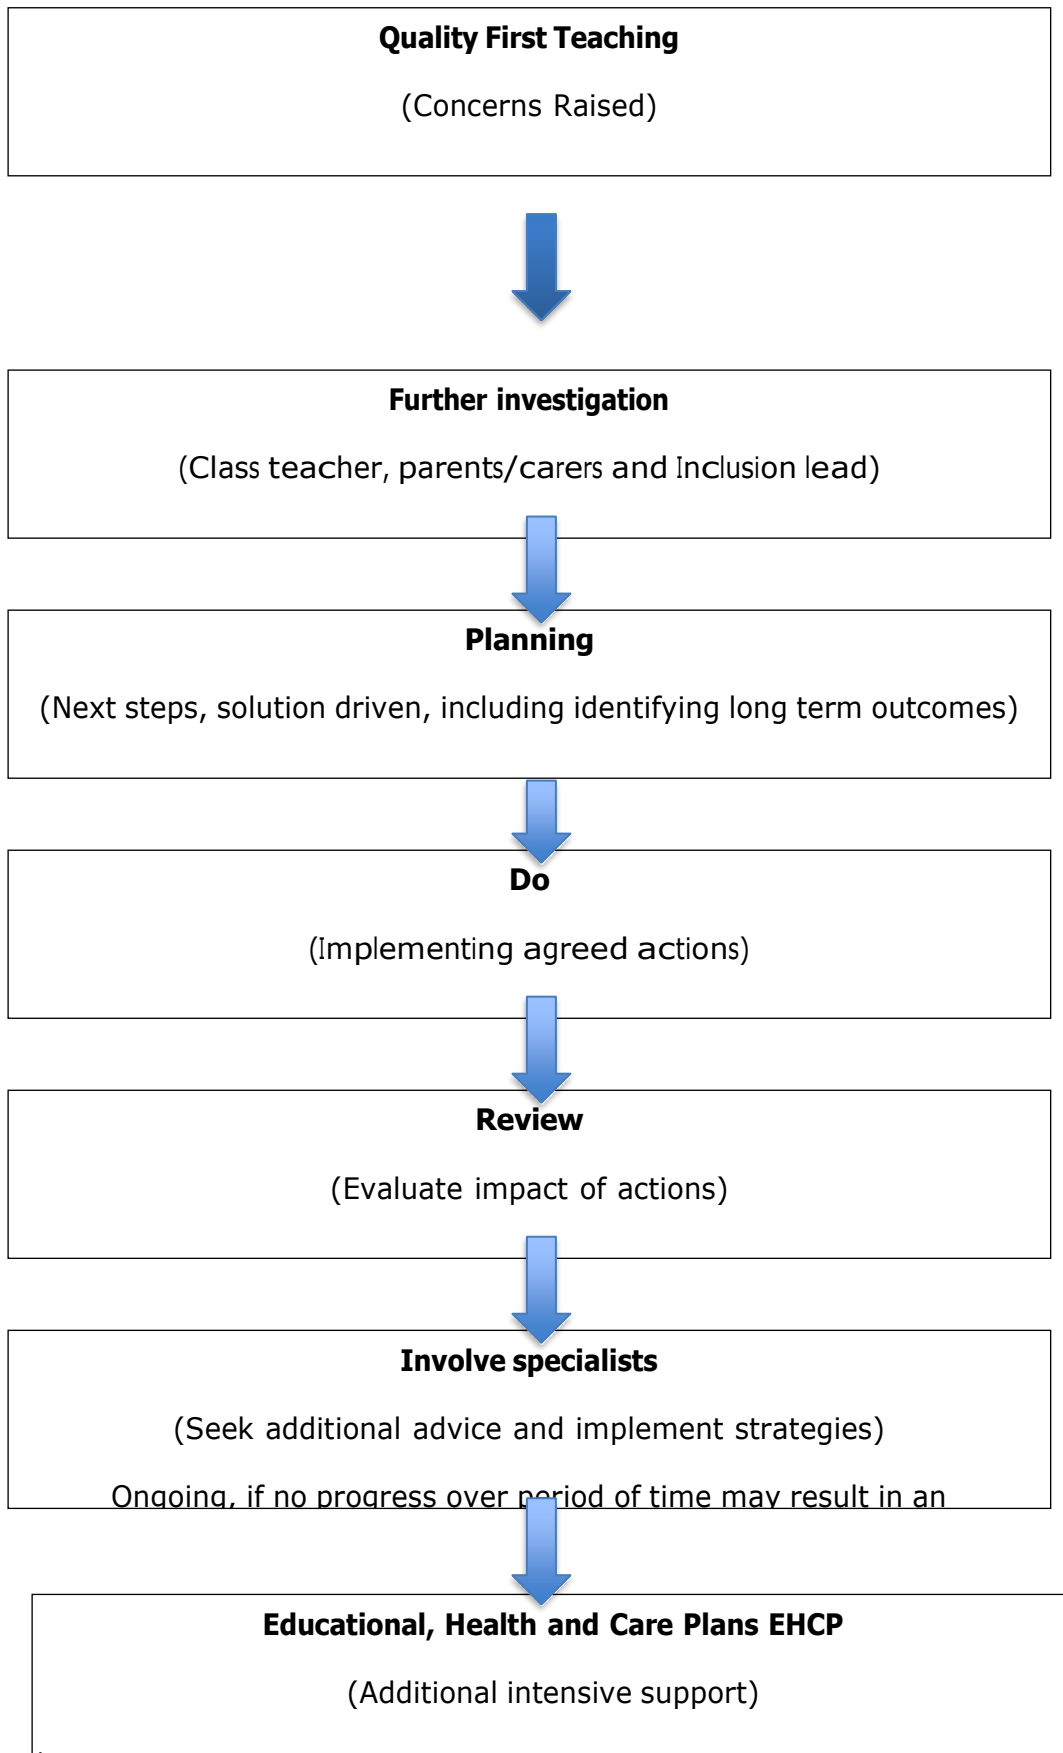 Quality First Teaching
(Concerns Raised)
Further investigation
(Class teacher, parents/carers and Inclusion lead)
Planning
(Next steps, solution driven, including identifying long term outcomes)
Do
(Implementing agreed actions)
Review
(Evaluate impact of actions)
Involve specialists
(Seek additional advice and implement strategies)
Ongoing, if no progress over period of time may result in an
Educational, Health and Care Plans EHCP
(Additional intensive support)